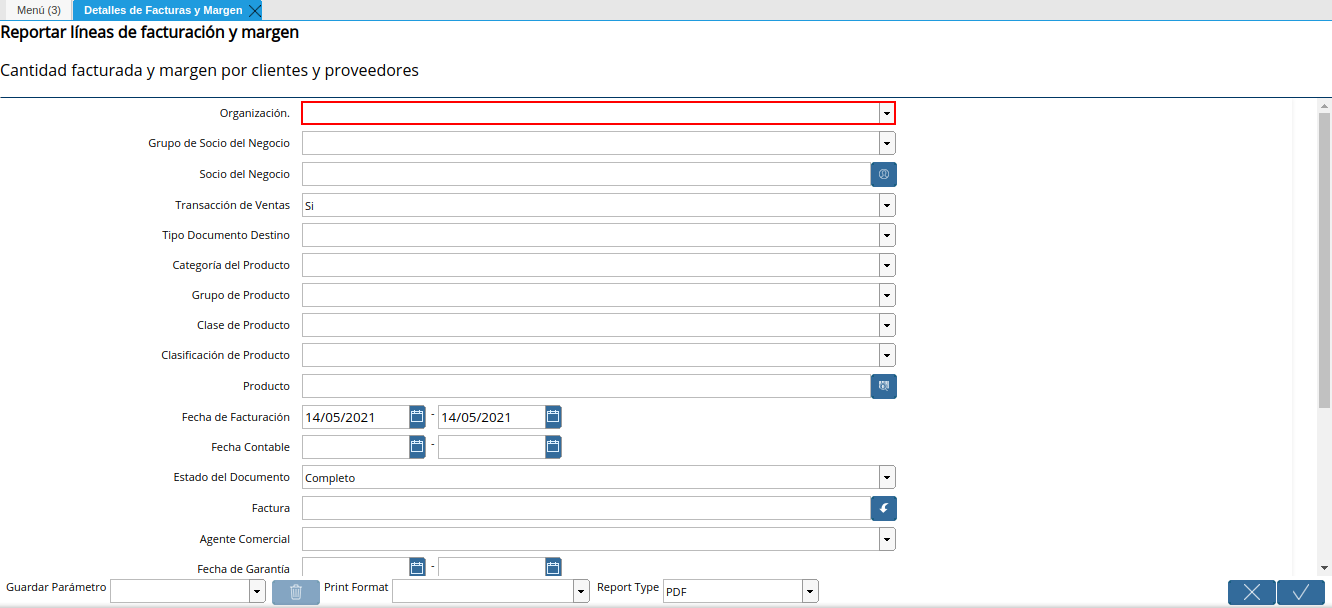 Menú (3)
Detalles de Facturas y Margen
Reportar líneas de facturación y margen
Cantidad facturada y margen por clientes y proveedores
Organización.
Grupo de Socio del Negocio
Socio del Negocio
Transacción de Ventas Si
Tipo Documento Destino
Categoría del Producto
Grupo de Producto
Clase de Producto
Clasificación de Producto
Producto
Fecha de Facturación 14/05/2021 - 14/05/2021
Fecha Contable -
Estado del Documento Completo
Factura
Agente Comercial
Fecha de Garantía -
Guardar Parámetro Print Format Report Type PDF